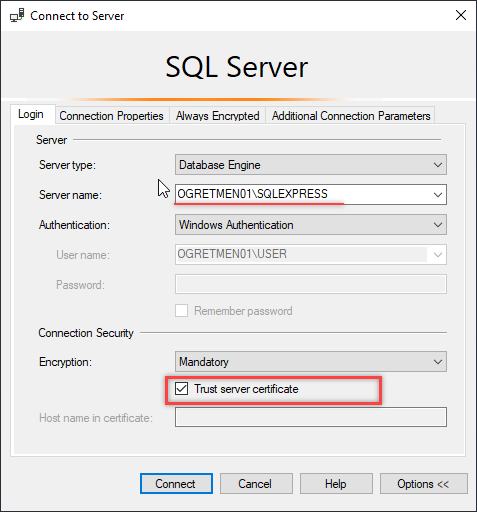 Connect to Server
SQL Server
Login Connection Properties Always Encrypted Additional Connection Parameters
Server
Server type: Database Engine
Server name: OGRETMEN01\SQLEXPRESS
Authentication: Windows Authentication
User name: OGRETMEN01\USER
Password:
Remember password
Connection Security
Encryption: Mandatory
Trust server certificate
Host name in certificate:
Connect Cancel Help Options <<